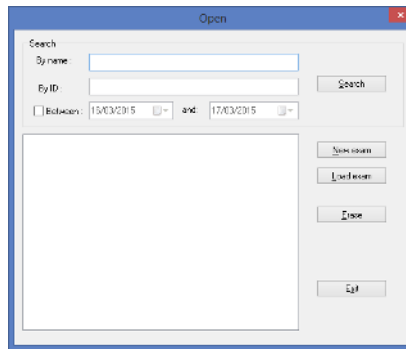 Open
Search
By name :
By ID :
Search
Between : 15/03/2015 and: 17/03/2015
New exam
Load exam
Erase
Exit